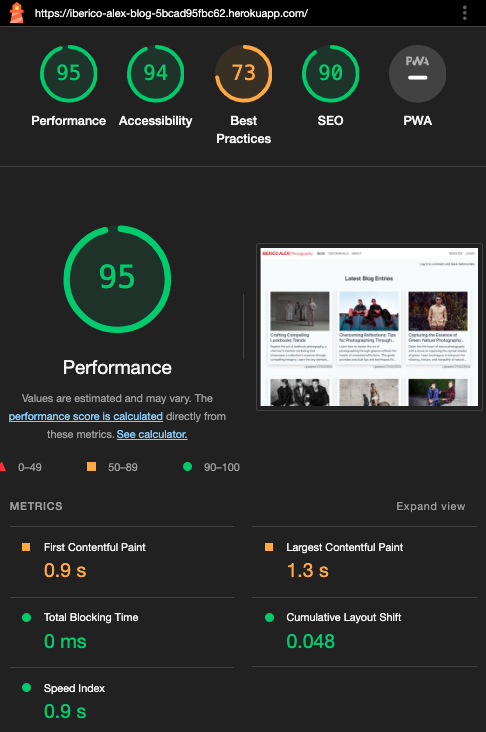 https://iberico-alex-blog-5bcad95fbc62.herokuapp.com/
95
94
73
90
PWA
Performance
Accessibility
Best
Practices
SEO
PWA
95
Performance
Values are estimated and may vary. The
performance score is calculated directly from
these metrics. See calculator.
0–49
50–89
90–100
IBERICO ALEX|Photography
Latest Blog Entries
Crafting Compelling
Lookbooks Trends
Overcoming Reflections: Tips
for Photographing Through...
Capturing the Essence of
Green Nature Photography...
METRICS
Expand view
First Contentful Paint
0.9 s
Largest Contentful Paint
1.3 s
Total Blocking Time
0 ms
Cumulative Layout Shift
0.048
Speed Index
0.9 s